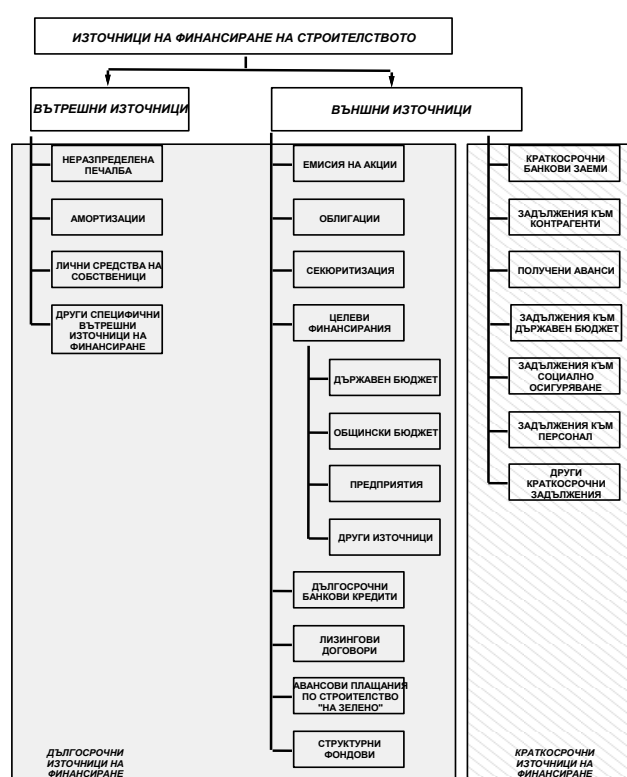 ИЗТОЧНИЦИ НА ФИНАНСИРАНЕ НА СТРОИТЕЛСТВОТО
ВЪТРЕШНИ ИЗТОЧНИЦИ
ВЪНШНИ ИЗТОЧНИЦИ
НЕРАЗПРЕДЕЛЕНА
ПЕЧАЛБА
АМОРТИЗАЦИИ
ЛИЧНИ СРЕДСТВА НА
СОБСТВЕНИЦИ
ДРУГИ СПЕЦИФИЧНИ
ВЪТРЕШНИ
ИЗТОЧНИЦИ НА
ФИНАНСИРАНЕ
ЕМИСИЯ НА АКЦИИ
ОБЛИГАЦИИ
СЕКЮРИТИЗАЦИЯ
ЦЕЛЕВИ
ФИНАНСИРАНИЯ
ДЪРЖАВЕН БЮДЖЕТ
ОБЩИНСКИ БЮДЖЕТ
ПРЕДПРИЯТИЯ
ДРУГИ ИЗТОЧНИЦИ
ДЪЛГОСРОЧНИ
БАНКОВИ КРЕДИТИ
ЛИЗИНГОВИ
ДОГОВОРИ
АВАНСОВИ ПЛАЩАНИЯ
ПО СТРОИТЕЛСТВО
"НА ЗЕЛЕНО"
СТРУКТУРНИ
ФОНДОВИ
КРАТКОСРОЧНИ
БАНКОВИ ЗАЕМИ
ЗАДЪЛЖЕНИЯ КЪМ
КОНТРАГЕНТИ
ПОЛУЧЕНИ АВАНСИ
ЗАДЪЛЖЕНИЯ КЪМ
ДЪРЖАВЕН БЮДЖЕТ
ЗАДЪЛЖЕНИЯ КЪМ
СОЦИАЛНО
ОСИГУРЯВАНЕ
ЗАДЪЛЖЕНИЯ КЪМ
ПЕРСОНАЛ
ДРУГИ
КРАТКОСРОЧНИ
ЗАДЪЛЖЕНИЯ
ДЪЛГОСРОЧНИ
ИЗТОЧНИЦИ НА
ФИНАНСИРАНЕ
КРАТКОСРОЧНИ
ИЗТОЧНИЦИ НА
ФИНАНСИРАНЕ